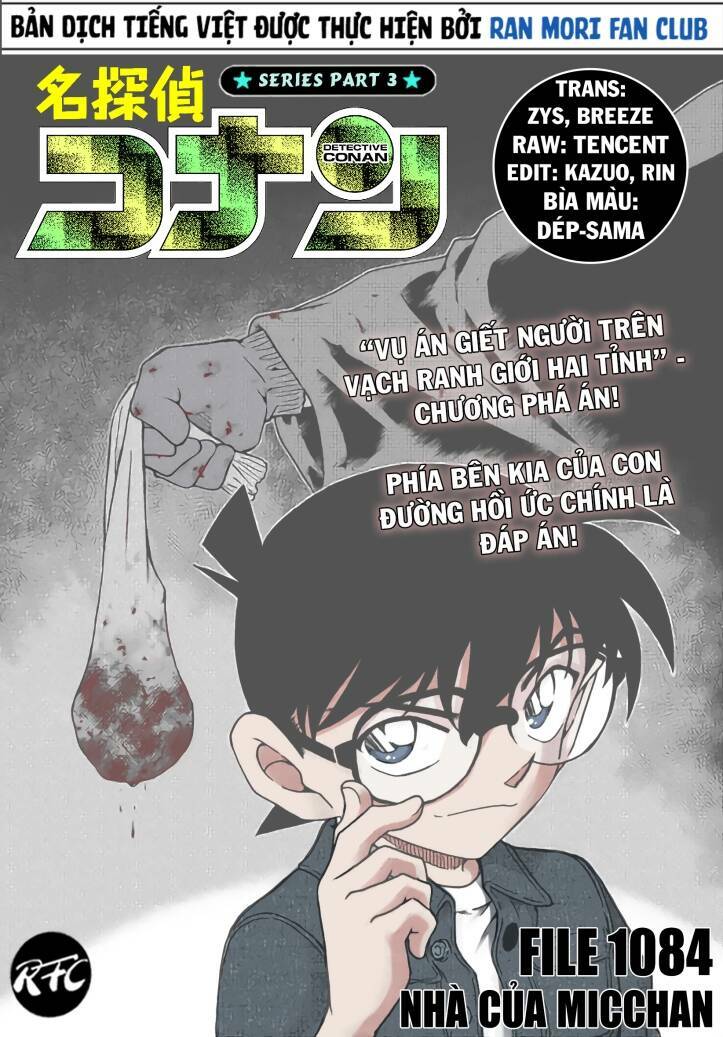 BẢN DỊCH TIẾNG VIỆT ĐƯỢC THỰC HIỆN BỞI RAN MORI FAN CLUB
★ SERIES PART 3 ★
名探偵
コナン
DETECTIVE
CONAN
TRANS:
ZYS, BREEZE
RAW: TENCENT
EDIT: KAZUO, RIN
BÌA MÀU:
DÉP-SAMA
“VỤ ÁN GIẾT NGƯỜI TRÊN
VẠCH RANH GIỚI HAI TỈNH” -
CHƯƠNG PHÁ ÁN!
PHÍA BÊN KIA CỦA CON
ĐƯỜNG HỒI ỨC CHÍNH LÀ
ĐÁP ÁN!
RFC
FILE 1084
NHÀ CỦA MICCHAN